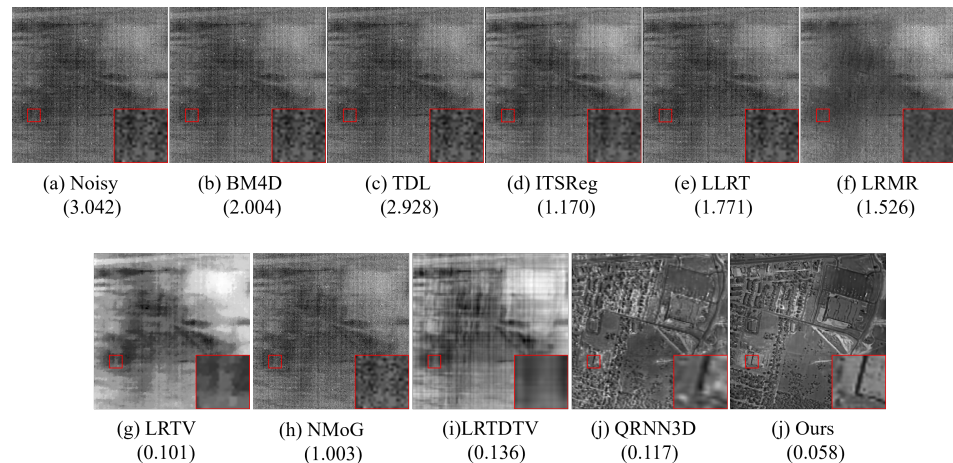 (a) Noisy (b) BM4D (c) TDL (d) ITSReg (e) LLRT (f) LRMR
(3.042) (2.004) (2.928) (1.170) (1.771) (1.526)
(g) LRTV (h) NMoG (i)LRTDTV (j) QRNN3D (j) Ours
(0.101) (1.003) (0.136) (0.117) (0.058)